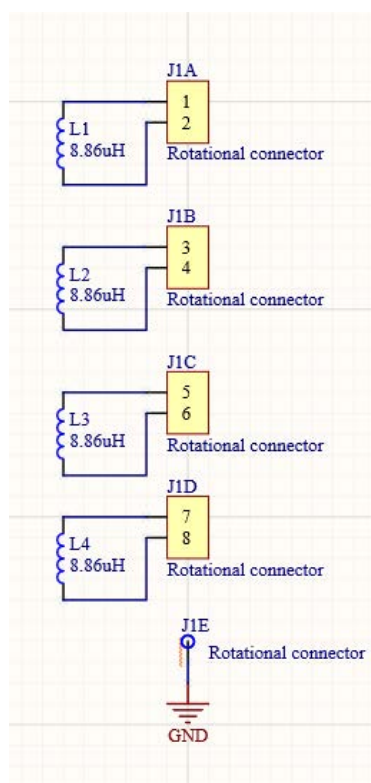 J1A
1
L1
2
8.86uH
Rotational connector
J1B
3
L2
4
8.86uH
Rotational connector
J1C
5
L3
6
8.86uH
Rotational connector
J1D
7
L4
8
8.86uH
Rotational connector
J1E
Rotational connector
GND